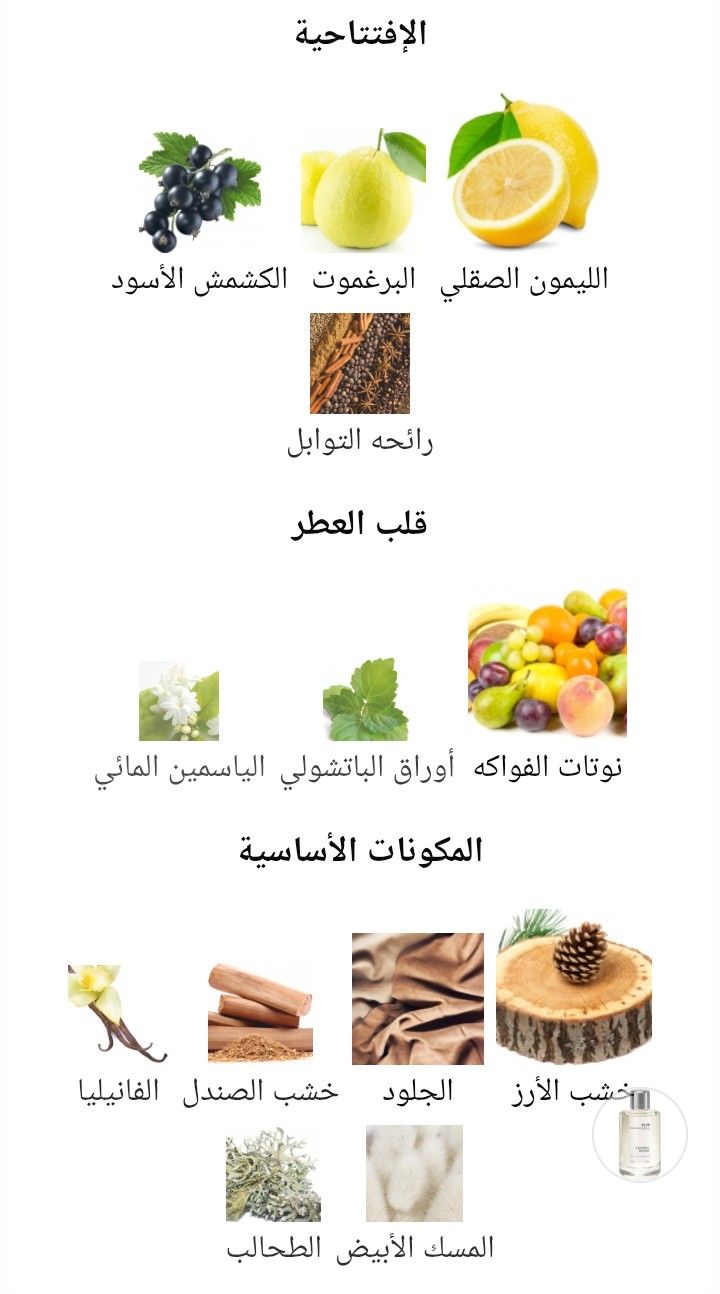 الإفتتاحية
الليمون الصقلي البرغموت الكشمش الأسود
رائحه التوابل
قلب العطر
نوتات الفواكه أوراق الباتشولي الياسمين المائي
المكونات الأساسية
خشب الأرز الجلود خشب الصندل الفانيليا
المسك الأبيض الطحالب